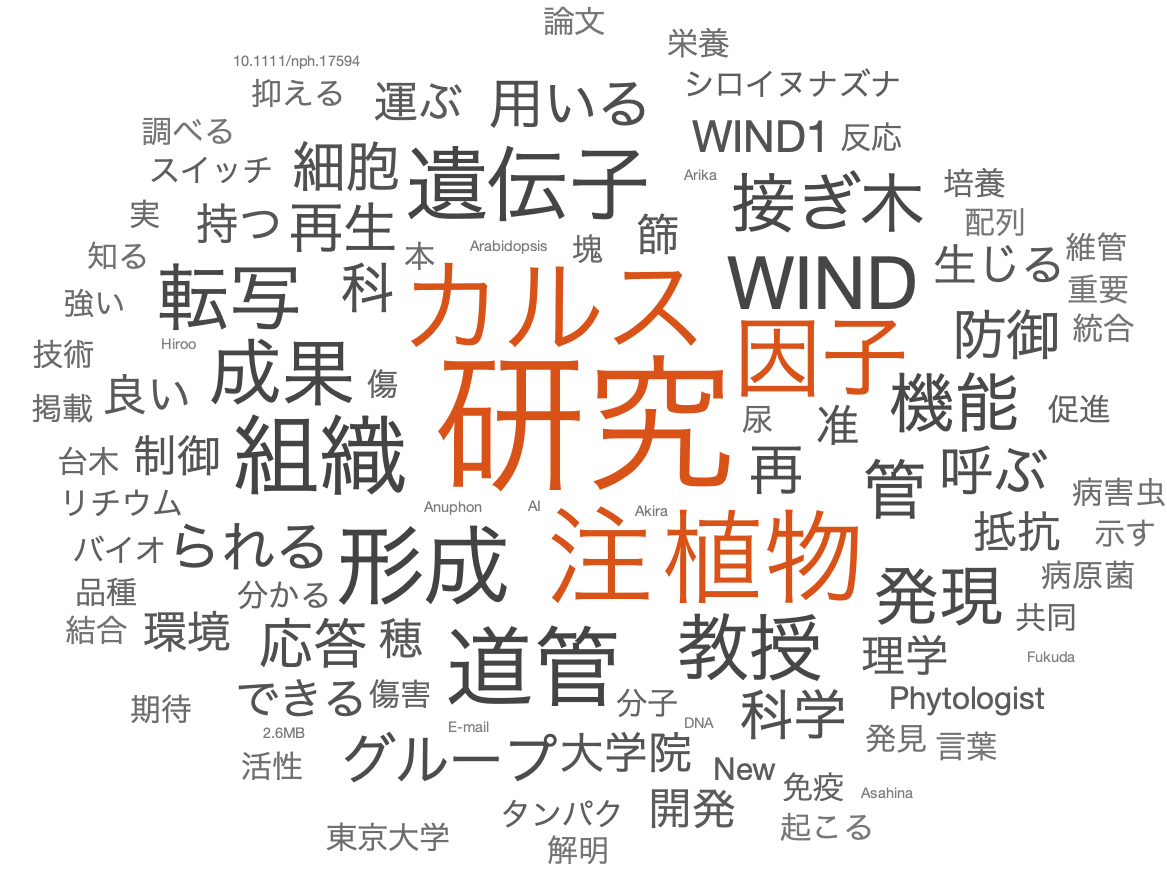 論文
栄養
10.1111/nph.17594
シロイヌナズナ
抑える
運ぶ
用いる
調べる
WIND1
反応
スイッチ
細胞
遺伝子
Arika
接ぎ木
培養
実
持つ
再生
配列
篩
知る
本
Arabidopsis
塊
WIND
生じる
維管
強い
転写
科
カルス
重要
技術
Hiroo
成果
因子
防御
統合
掲載
良い
傷
研究
尿
准
機能
促進
台木
制御
組織
再
管
呼ぶ
病害虫
リチウム
Anuphon
AI
Akira
抵抗
示す
バイオ
られる
形成
注
植物
病原菌
品種
分かる
発現
共同
結合
環境
応答
穂
道管
教授
理学
Fukuda
期待
できる
傷害
分子
科学
Phytologist
2.6MB
E-mail
DNA
発見
言葉
活性
グループ
大学院
New
免疫
Asahina
タンパク
開発
起こる
東京大学
解明